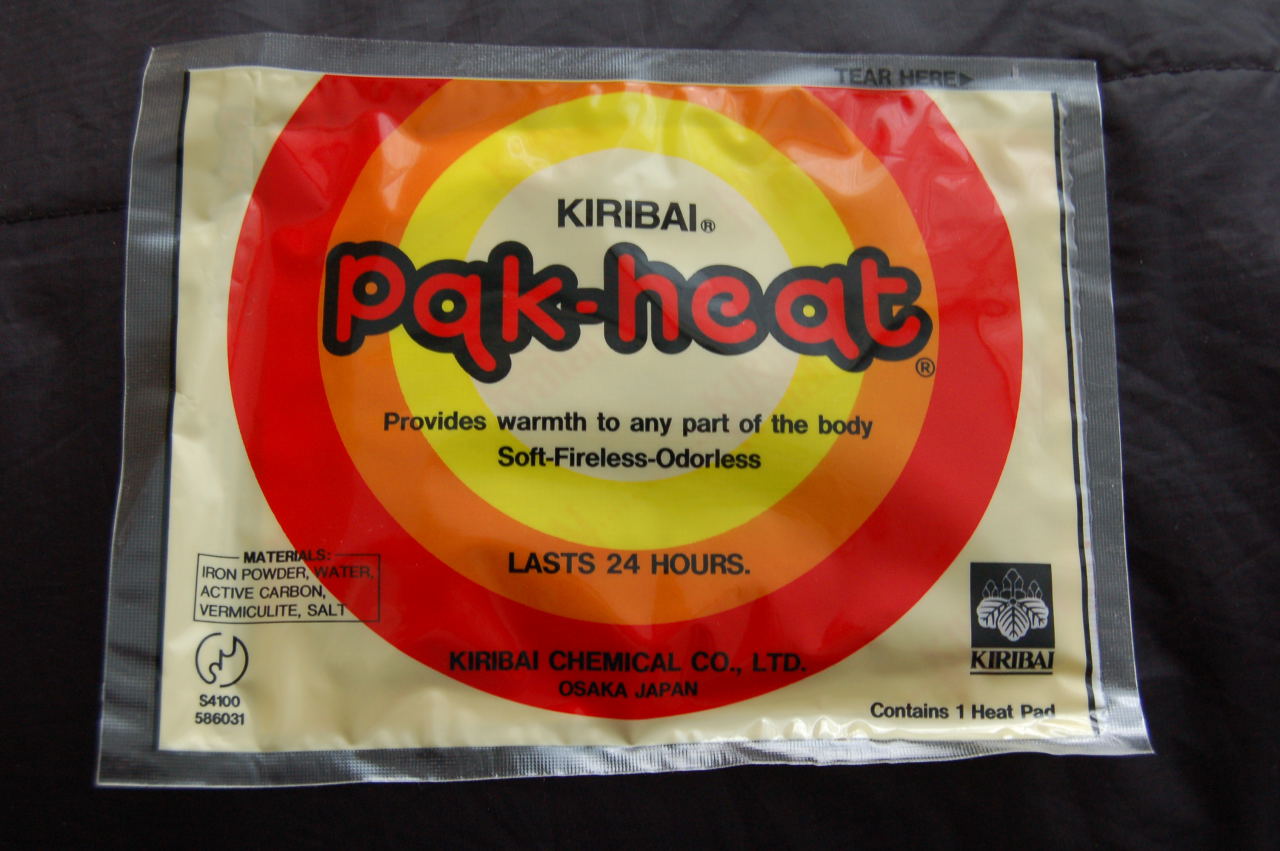 TEAR HERE▶
KIRIBAI®
pak-heat®
Provides warmth to any part of the body
Soft-Fireless-Odorless
LASTS 24 HOURS.
MATERIALS:
IRON POWDER, WATER,
ACTIVE CARBON,
VERMICULITE, SALT
S4100
586031
KIRIBAI CHEMICAL CO., LTD.
OSAKA JAPAN
KIRIBAI
Contains 1 Heat Pad